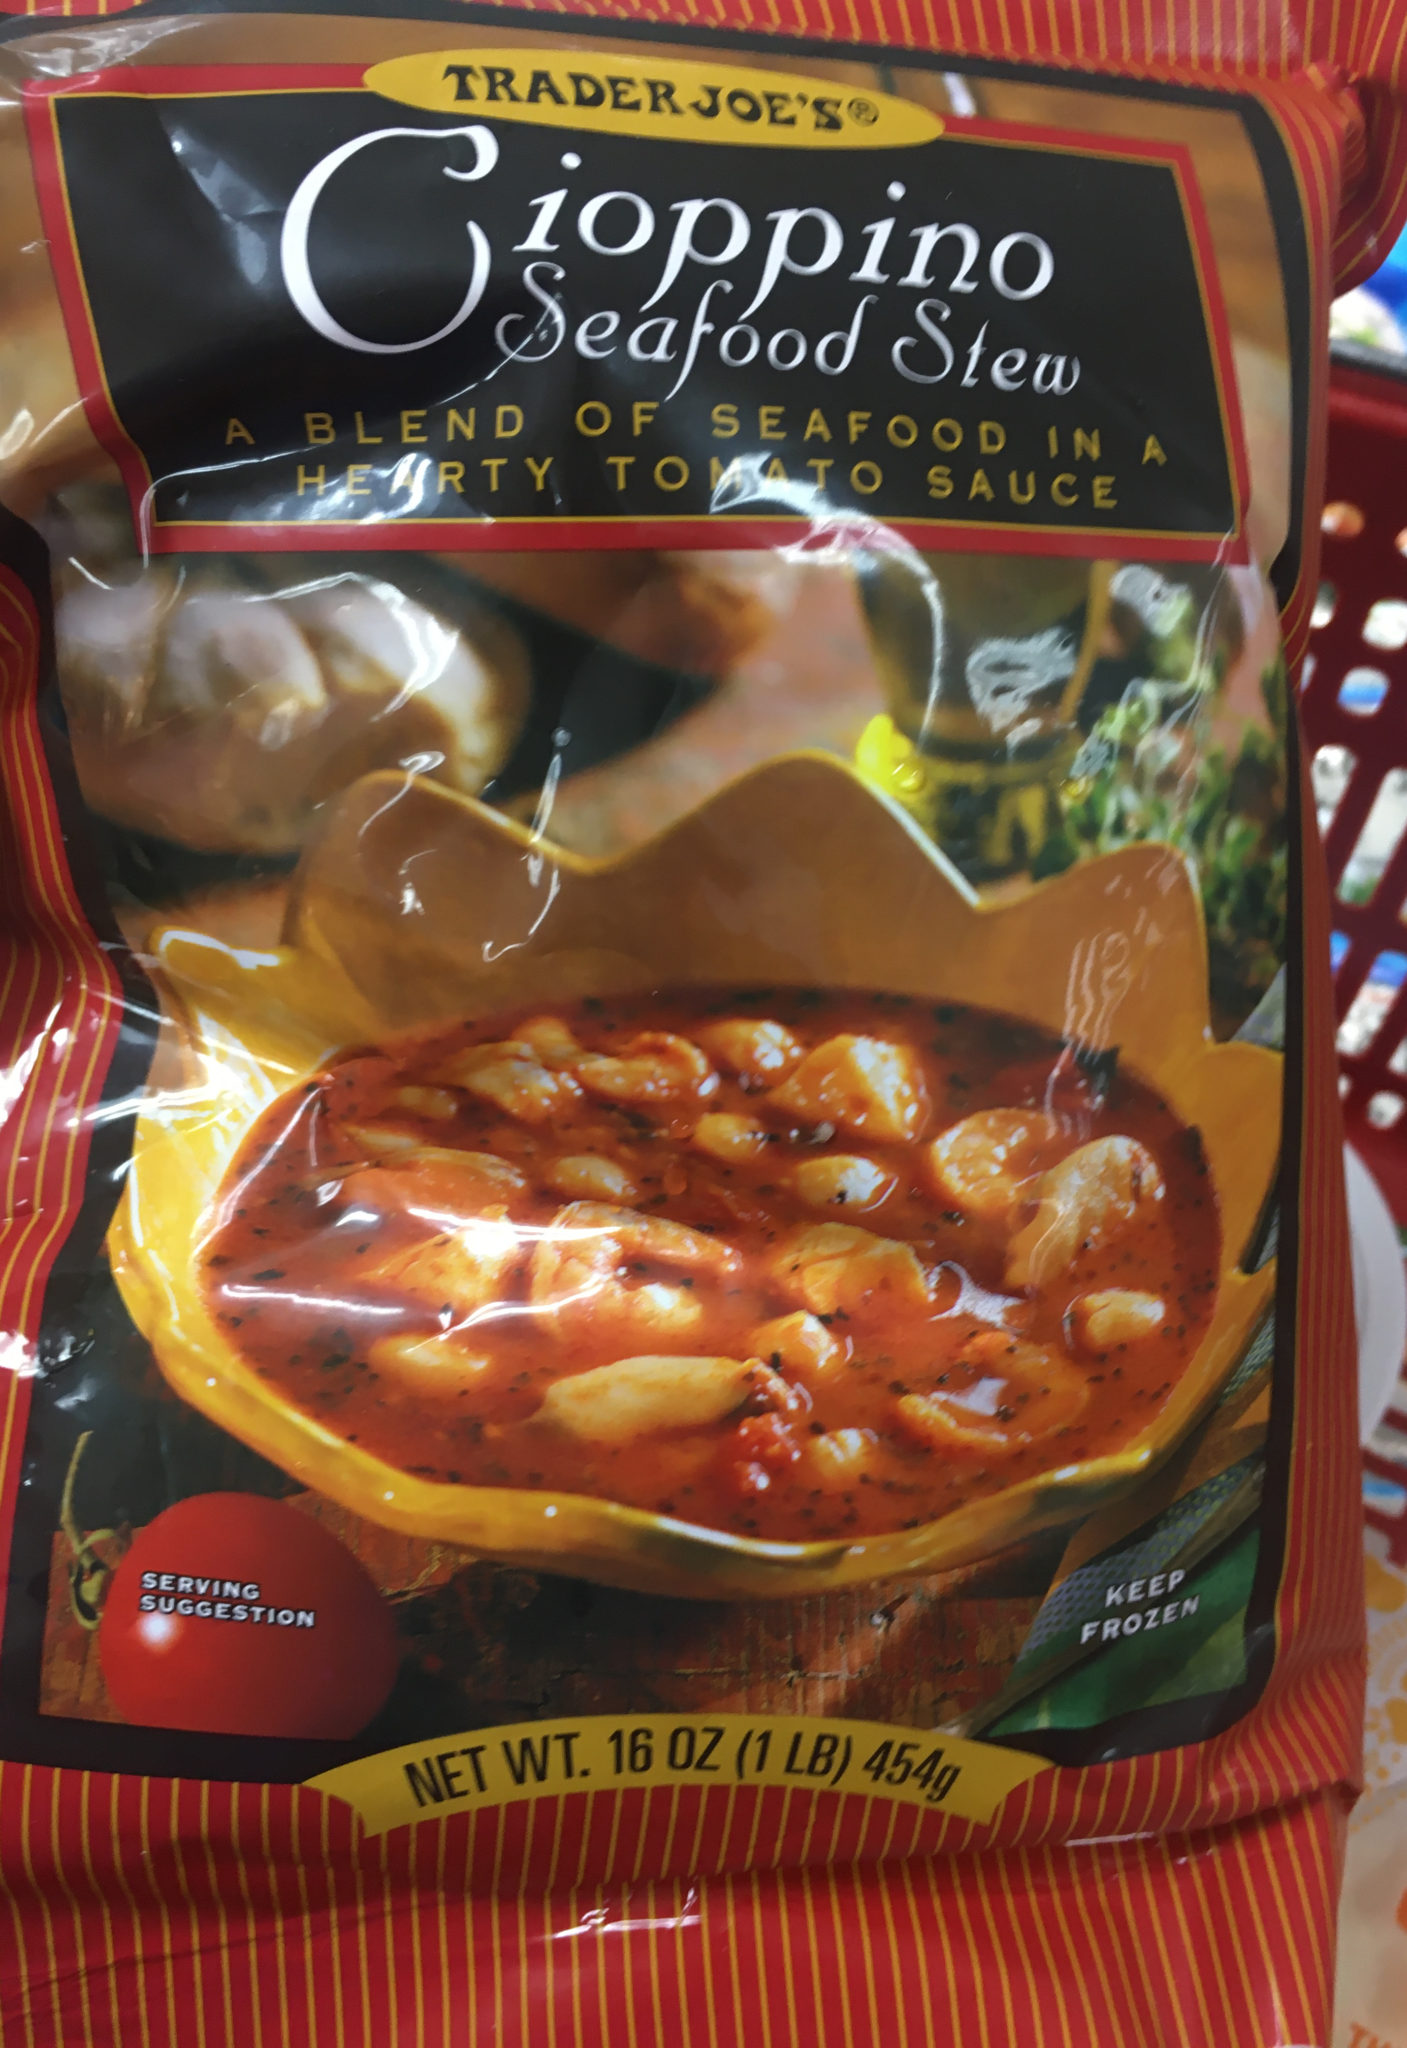 TRADER JOE'S®
Cioppino
Seafood Stew
A BLEND OF SEAFOOD IN A
HEARTY TOMATO SAUCE
SERVING
SUGGESTION
KEEP
FROZEN
NET WT. 16 OZ (1 LB) 454g